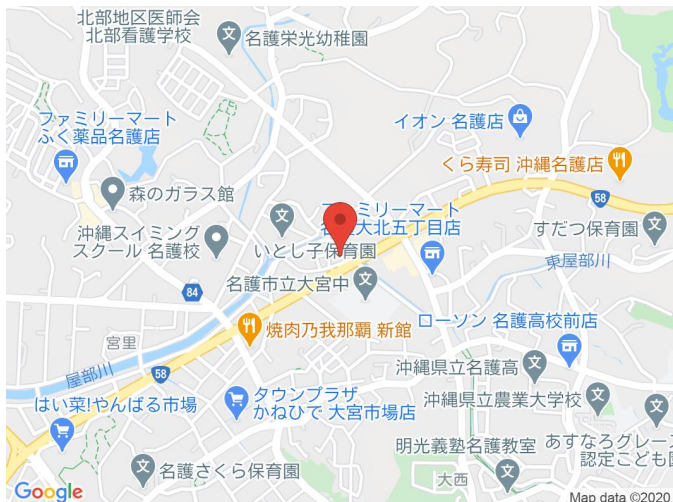 北部地区医師会
北部看護学校
名護栄光幼稚園
ファミリーマート
ふく薬品名護店
イオン 名護店
くら寿司 沖縄名護店
58
森のガラス館
沖縄スイミング
スクール 名護校
いとし子保育園
大北五丁目店
すだつ保育園
東屋部川
名護市立大宮中
84
宮里
屋部川
焼肉乃我那覇 新館
ローソン 名護高校前店
58
沖縄県立名護高
はい菜!やんばる市場
タウンプラザ
かねひで 大宮市場店
沖縄県立農業大学校
明光義塾名護教室
あすなろグレース
認定こども園
名護さくら保育園
大西
Google
Map data ©2020